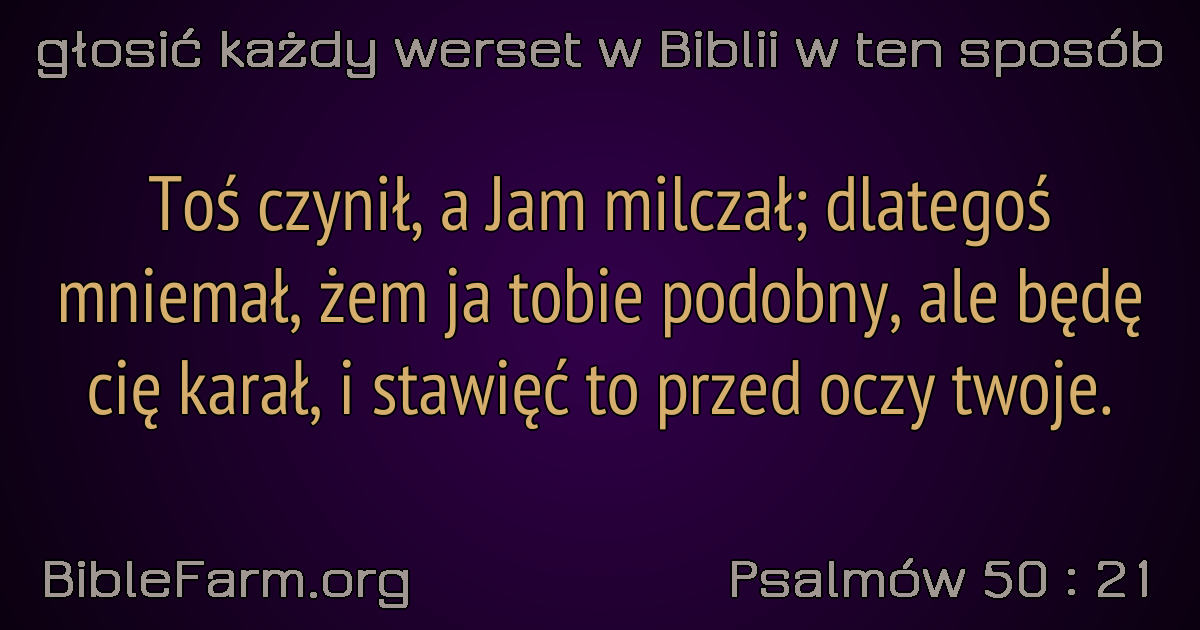 głosić każdy werset w Biblii w ten sposób
Toś czynił, a Jam milczał; dlategoś
mniemał, żem ja tobie podobny, ale będę
cię karał, i stawięć to przed oczy twoje.
BibleFarm.org
Psalmów 50 : 21